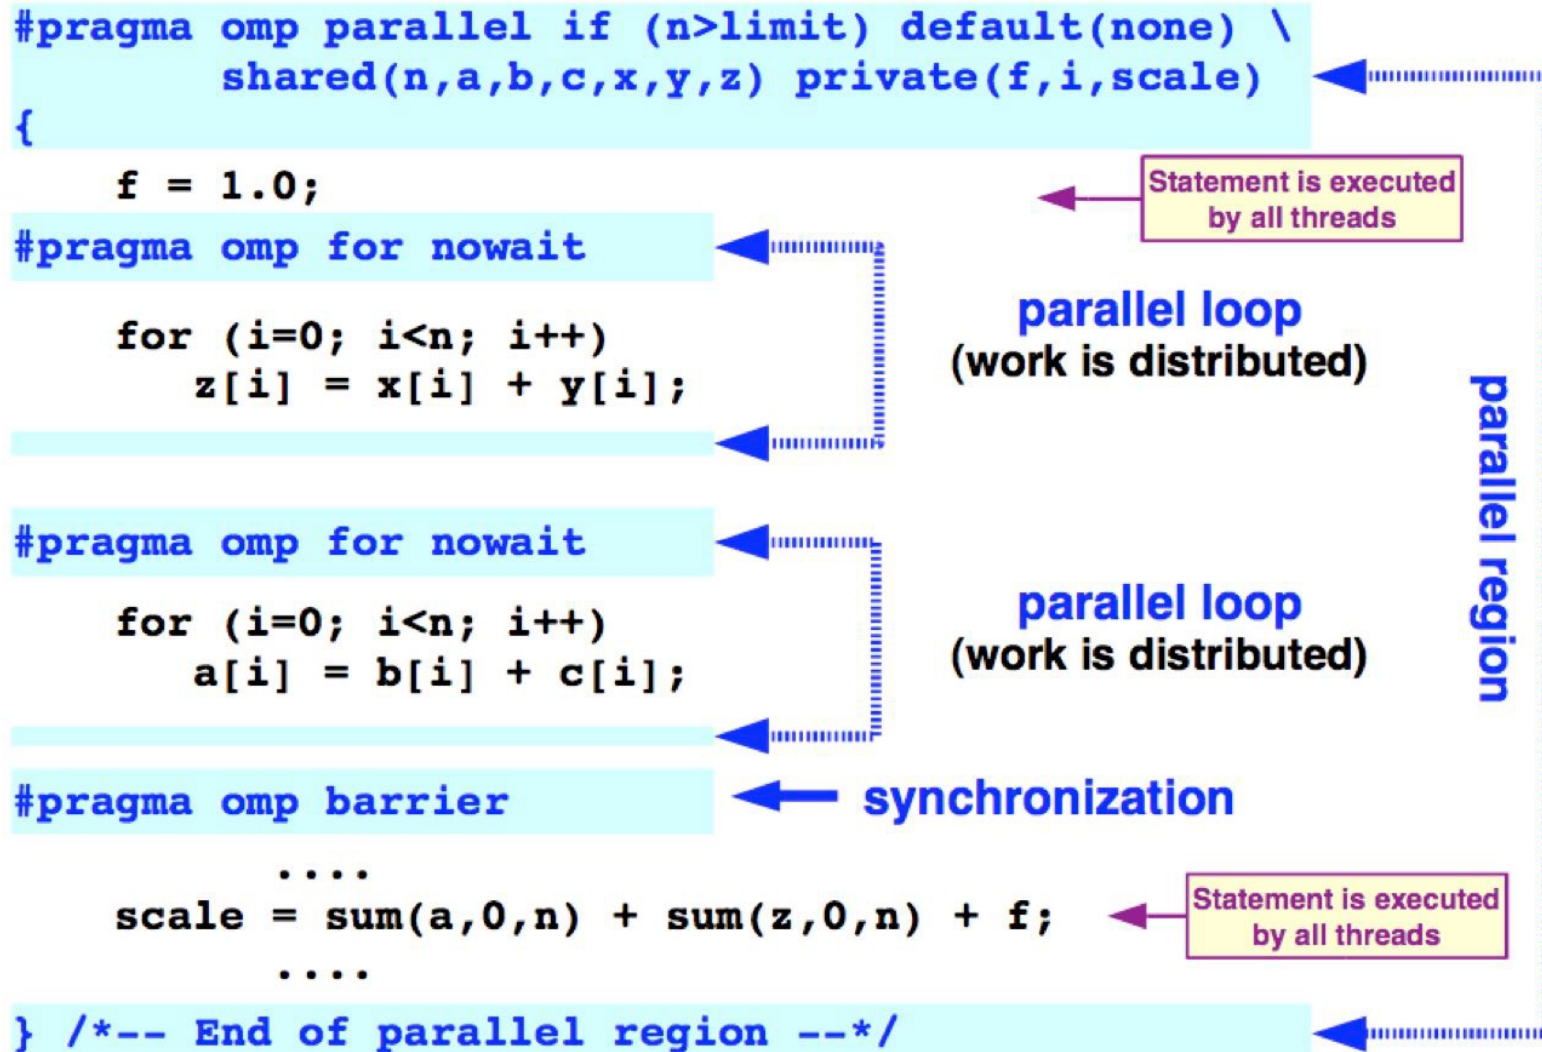 #pragma omp parallel if (n>limit) default(none) \
shared(n,a,b,c,x,y,z) private(f,i,scale)
{
f = 1.0;
Statement is executed
by all threads
#pragma omp for nowait
for (i=0; i<n; i++)
z[i] = x[i] + y[i];
parallel loop
(work is distributed)
#pragma omp for nowait
for (i=0; i<n; i++)
a[i] = b[i] + c[i];
parallel loop
(work is distributed)
parallel region
#pragma omp barrier
synchronization
....
scale = sum(a,0,n) + sum(z,0,n) + f;
Statement is executed
by all threads
....
} /*-- End of parallel region --*/